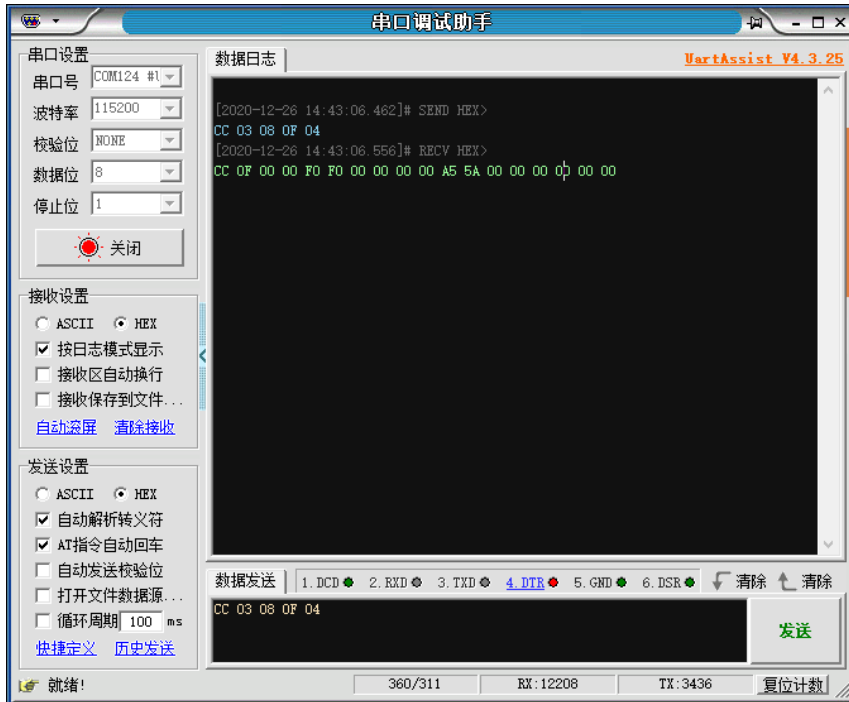 串口调试助手
串口设置
串口号 COM124 #U
波特率 115200
校验位 NONE
数据位 8
停止位 1
关闭
接收设置
ASCII HEX
按日志模式显示
接收区自动换行
接收保存到文件...
自动滚屏 清除接收
发送设置
ASCII HEX
自动解析转义符
AT指令自动回车
自动发送校验位
打开文件数据源...
循环周期 100 ms
快捷定义 历史发送
数据日志 UartAssist V4.3.25
[2020-12-26 14:43:06.462]# SEND HEX>
CC 03 08 0F 04
[2020-12-26 14:43:06.556]# RECV HEX>
CC 0F 00 00 F0 F0 00 00 00 00 A5 5A 00 00 00 00 00 00
数据发送 1.DCD 2.RXD 3.TXD 4.DTR 5.GND 6.DSR 清除 清除
CC 03 08 0F 04
发送
就绪! 360/311 RX:12208 TX:3436 复位计数